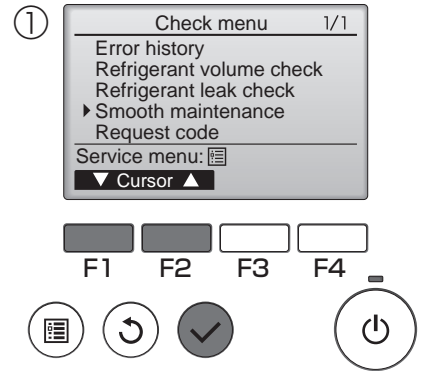 ①
Check menu 1/1
Error history
Refrigerant volume check
Refrigerant leak check
Smooth maintenance
Request code
Service menu:
▼ Cursor ▲
F1 F2 F3 F4